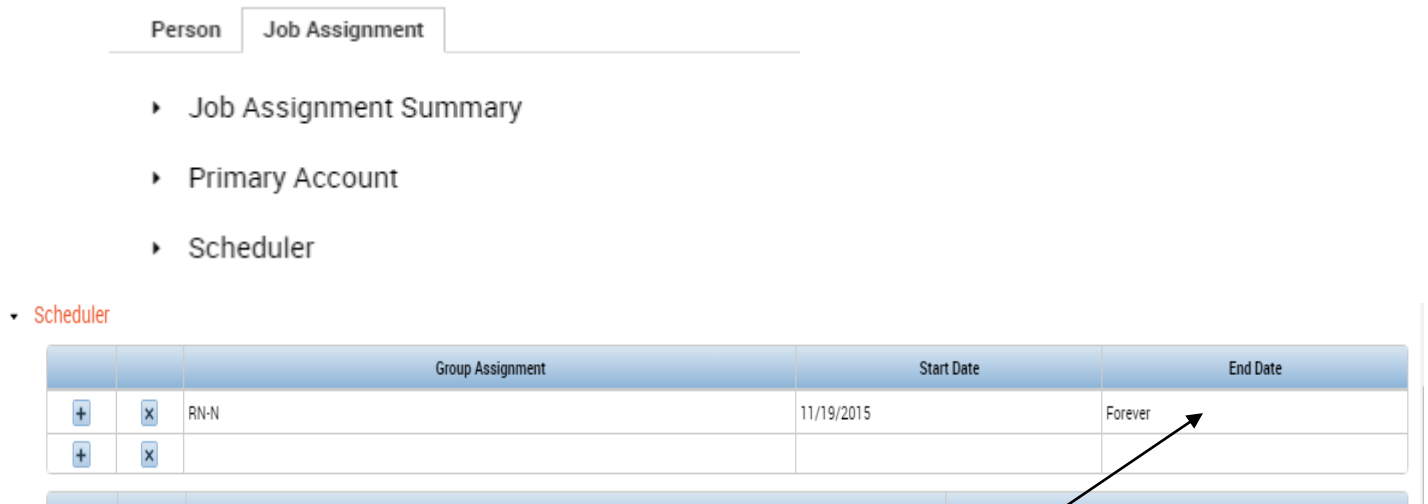 Person Job Assignment
Job Assignment Summary
Primary Account
Scheduler
Scheduler
Group Assignment Start Date End Date
+ x RN-N 11/19/2015 Forever
+ x